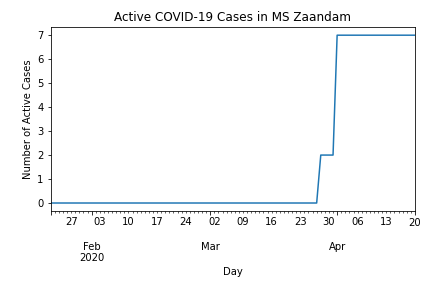 Active COVID-19 Cases in MS Zaandam
Number of Active Cases
7
6
5
4
3
2
1
0
27 03 10 17 24 02 09 16 23 30 06 13 20
Feb Mar Apr
2020
Day